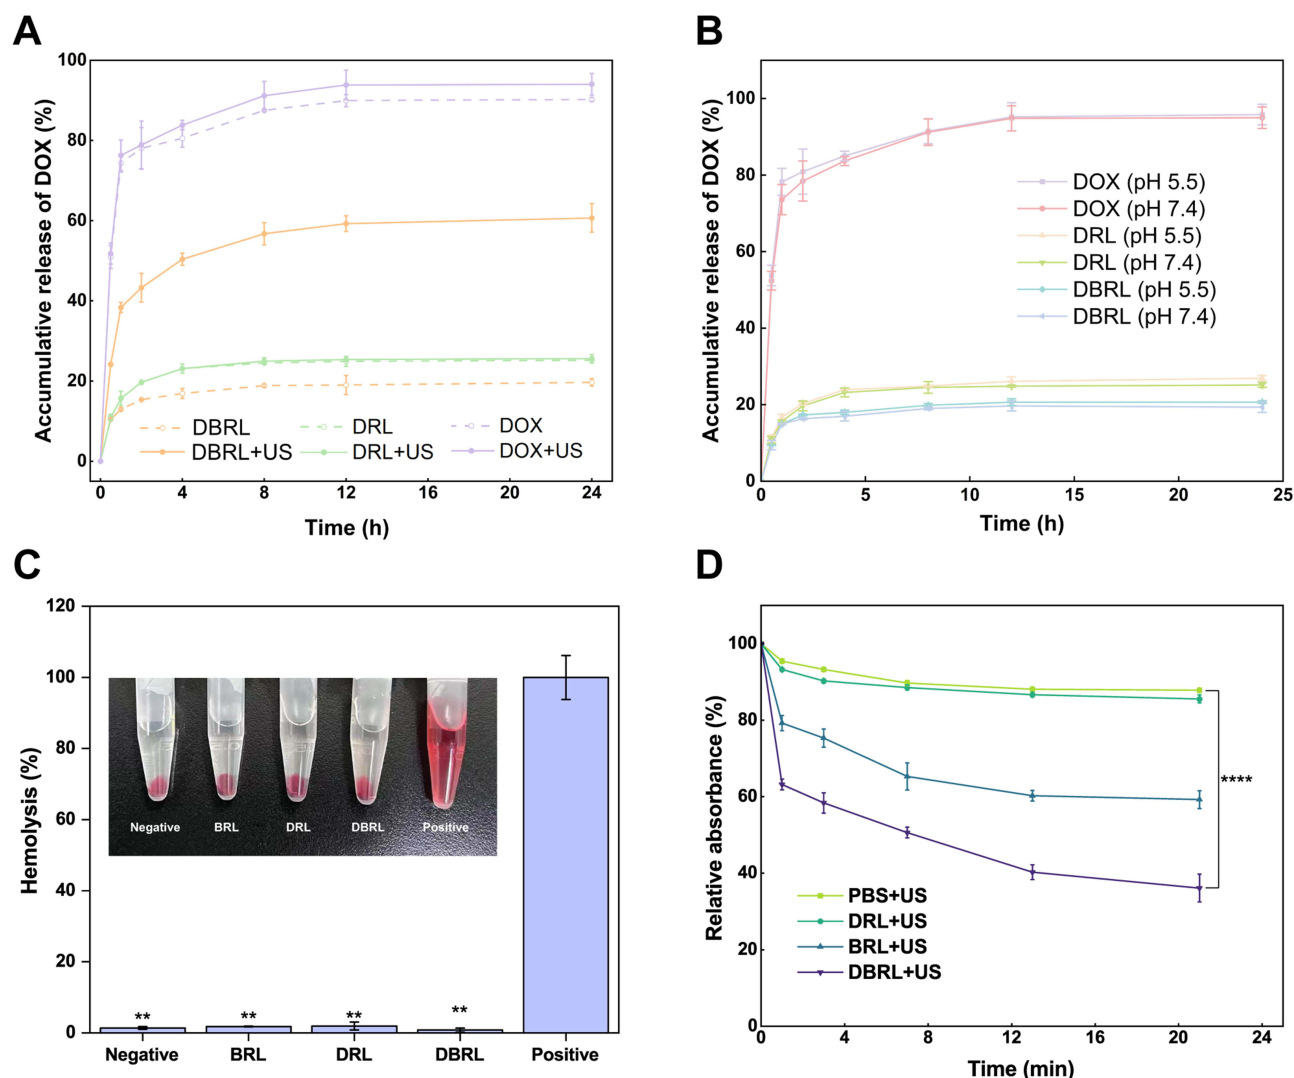 A
Accumulative release of DOX (%)
100
80
60
40
20
0
0 4 8 12 16 20 24
Time (h)
DBRL DRL DOX
DBRL+US DRL+US DOX+US
B
Accumulative release of DOX (%)
100
80
60
40
20
0
0 5 10 15 20 25
Time (h)
DOX (pH 5.5)
DOX (pH 7.4)
DRL (pH 5.5)
DRL (pH 7.4)
DBRL (pH 5.5)
DBRL (pH 7.4)
C
Hemolysis (%)
120
100
80
60
40
20
0
Negative BRL DRL DBRL Positive
** ** ** **
Negative BRL DRL DBRL Positive
D
Relative absorbance (%)
100
80
60
40
20
0
0 4 8 12 16 20 24
Time (min)
PBS+US
DRL+US
BRL+US
DBRL+US
****